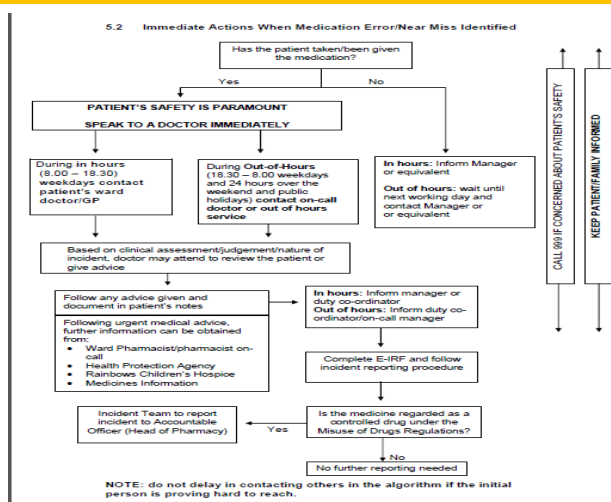 5.2 Immediate Actions When Medication Error/Near Miss Identified
Has the patient taken/been given
the medication?
Yes
No
PATIENT'S SAFETY IS PARAMOUNT
SPEAK TO A DOCTOR IMMEDIATELY
During in hours
(8.00 – 18.30)
weekdays contact
patient's ward
doctor/GP
During Out-of-Hours
(18.30 – 8.00 weekdays
and 24 hours over the
weekend and public
holidays) contact on-call
doctor or out of hours
service
In hours: Inform Manager
or equivalent
Out of hours: wait until
next working day and
contact Manager or
or equivalent
Based on clinical assessment/judgement/nature of
incident, doctor may attend to review the patient or
give advice
Follow any advice given and
document in patient's notes
Following urgent medical advice,
further information can be obtained
from:
• Ward Pharmacist/pharmacist on-
call
• Health Protection Agency
• Rainbows Children's Hospice
• Medicines Information
In hours: Inform manager or
duty co-ordinator
Out of hours: Inform duty co-
ordinator/on-call manager
Complete E-IRF and follow
incident reporting procedure
Is the medicine regarded as a
controlled drug under the
Misuse of Drugs Regulations?
Yes
Incident Team to report
incident to Accountable
Officer (Head of Pharmacy)
No
No further reporting needed
NOTE: do not delay in contacting others in the algorithm if the initial
person is proving hard to reach.
CALL 999 IF CONCERNED ABOUT PATIENT'S SAFETY
KEEP PATIENT/FAMILY INFORMED